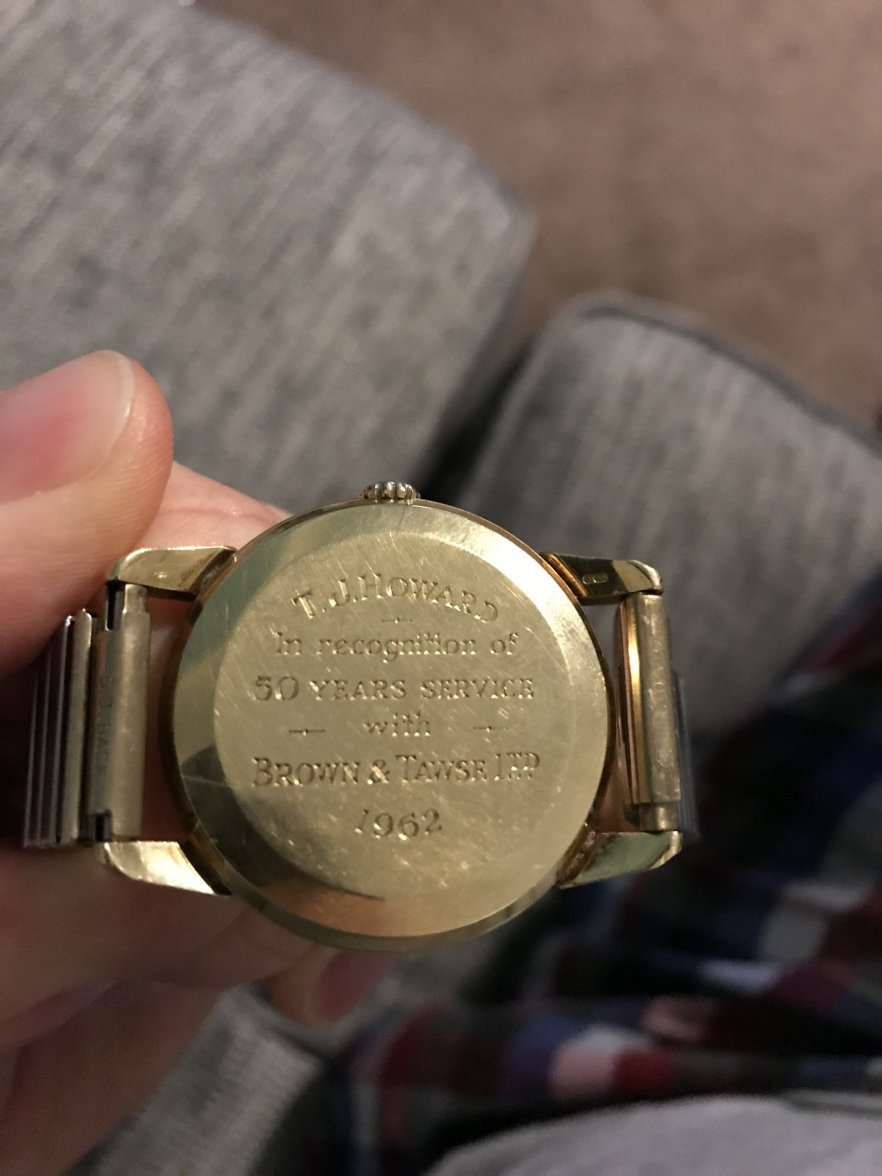 T.J.HOWARD
In recognition of
50 YEARS SERVICE
— with —
BROWN & TAWSE LTD
1962